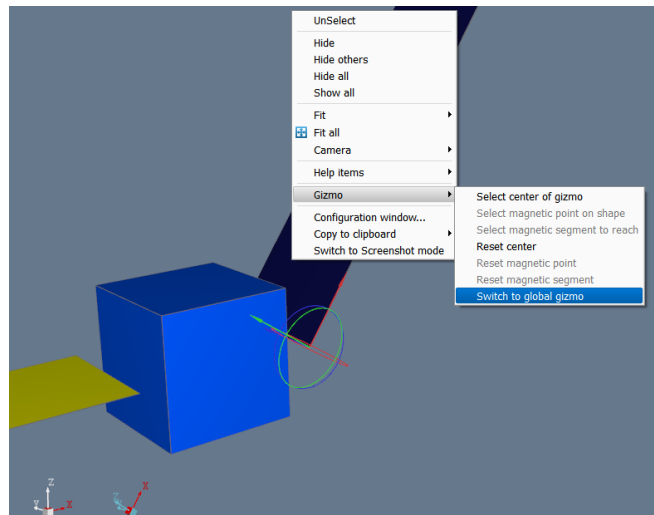 UnSelect
Hide
Hide others
Hide all
Show all
Fit
Fit all
Camera
Help items
Gizmo
Configuration window...
Copy to clipboard
Switch to Screenshot mode
Select center of gizmo
Select magnetic point on shape
Select magnetic segment to reach
Reset center
Reset magnetic point
Reset magnetic segment
Switch to global gizmo
Z
Y X
X